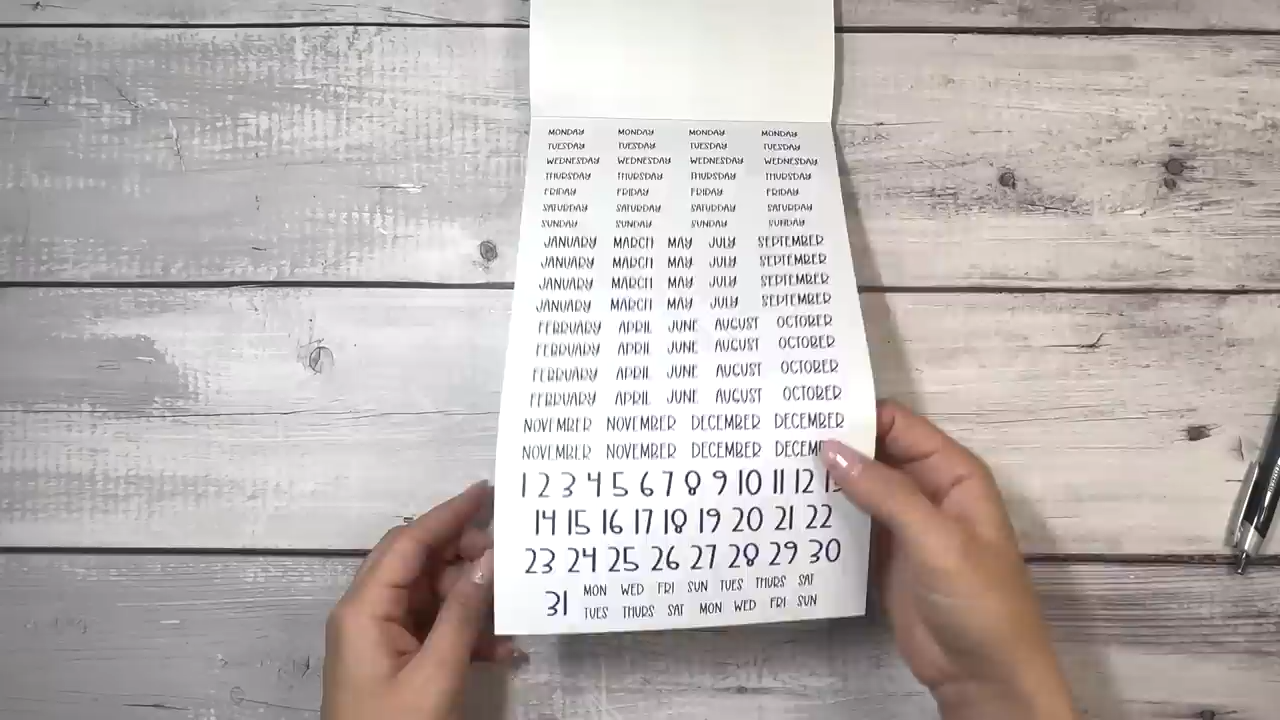 MONDAY MONDAY MONDAY MONDAY
TUESDAY TUESDAY TUESDAY TUESDAY
WEDNESDAY WEDNESDAY WEDNESDAY WEDNESDAY
THURSDAY THURSDAY THURSDAY THURSDAY
FRIDAY FRIDAY FRIDAY FRIDAY
SATURDAY SATURDAY SATURDAY SATURDAY
SUNDAY SUNDAY SUNDAY SUNDAY
JANUARY MARCH MAY JULY SEPTEMBER
JANUARY MARCH MAY JULY SEPTEMBER
JANUARY MARCH MAY JULY SEPTEMBER
JANUARY MARCH MAY JULY SEPTEMBER
FEBRUARY APRIL JUNE AUGUST OCTOBER
FEBRUARY APRIL JUNE AUGUST OCTOBER
FEBRUARY APRIL JUNE AUGUST OCTOBER
FEBRUARY APRIL JUNE AUGUST OCTOBER
NOVEMBER NOVEMBER DECEMBER DECEMBER
NOVEMBER NOVEMBER DECEMBER DECEM
1 2 3 4 5 6 7 8 9 10 11 12 13
14 15 16 17 18 19 20 21 22
23 24 25 26 27 28 29 30
31 MON WED FRI SUN TUES THURS SAT
TUES THURS SAT MON WED FRI SUN